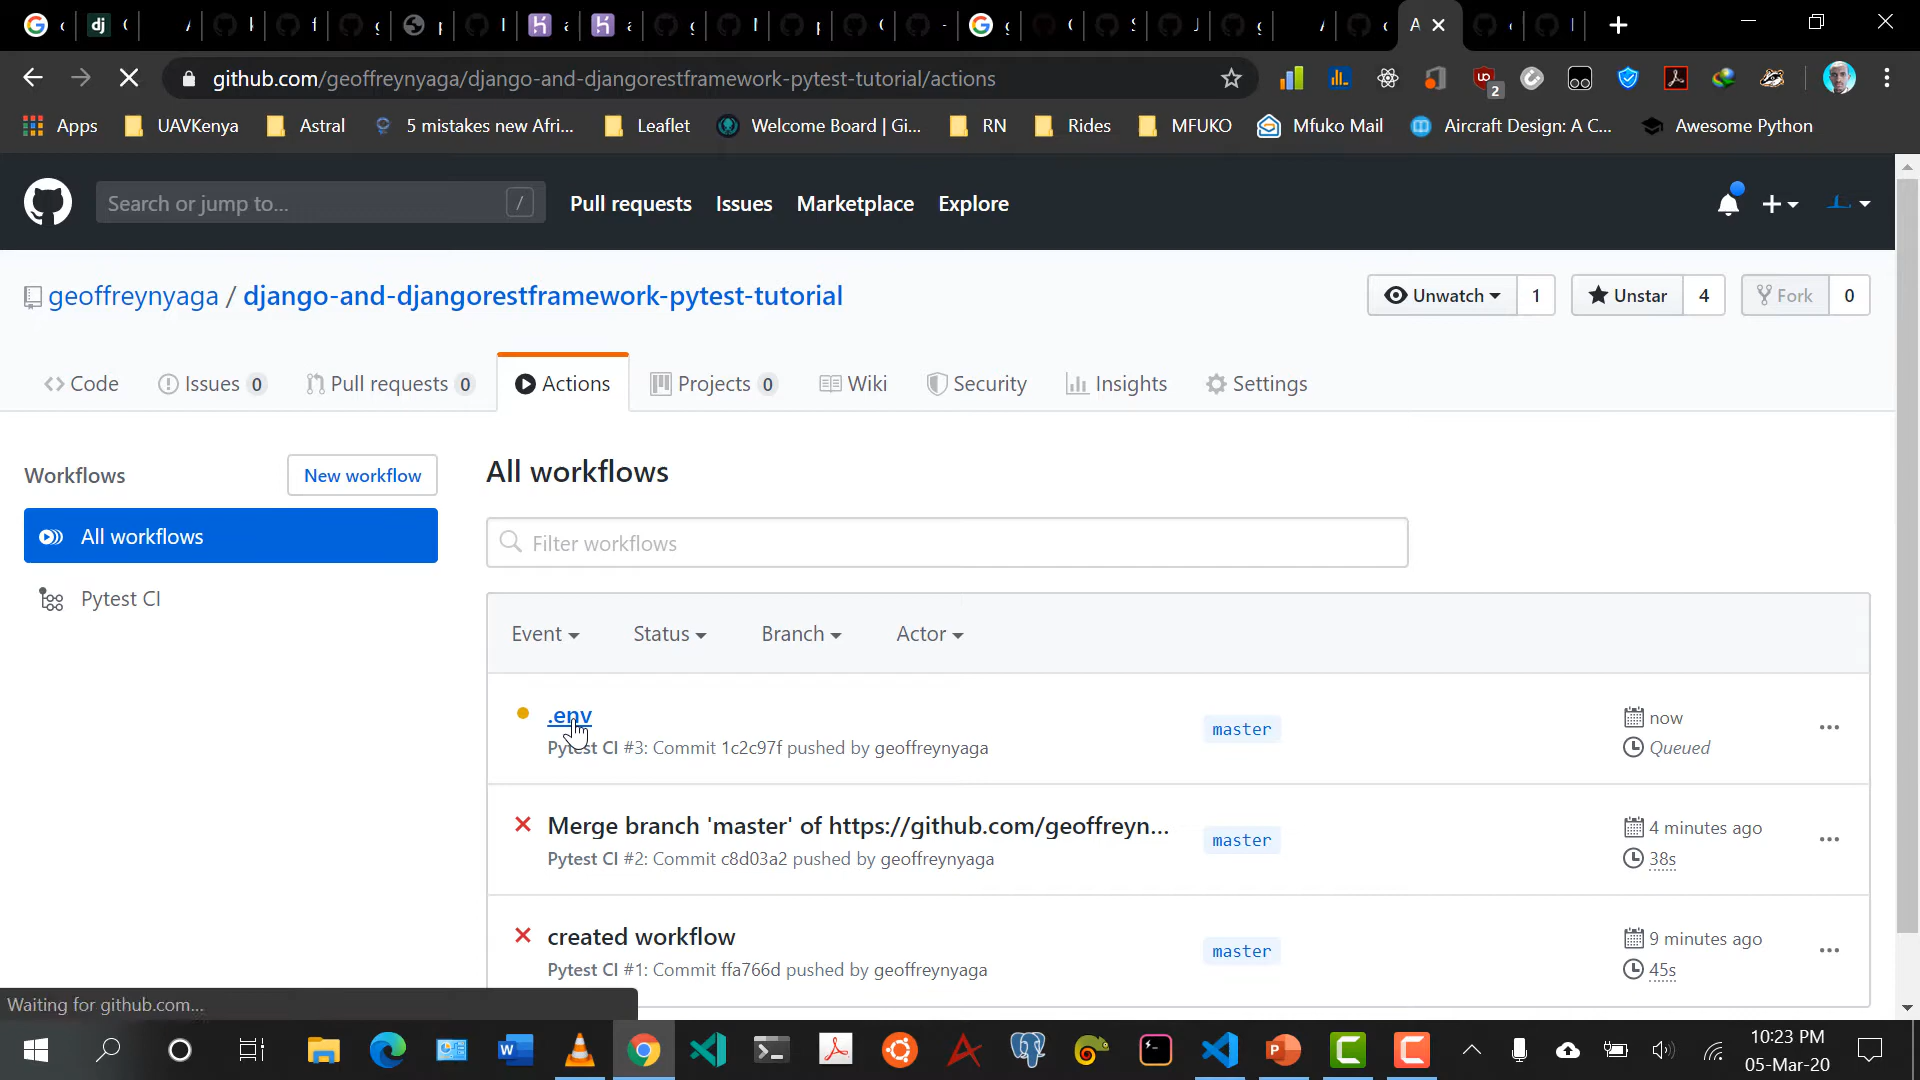 github.com/geoffreynyaga/django-and-djangorestframework-pytest-tutorial/actions
2
Apps UAVKenya Astral 5 mistakes new Afri... Leaflet Welcome Board | Gi... RN Rides MFUKO Mfuko Mail Aircraft Design: A C... Awesome Python
Search or jump to... / Pull requests Issues Marketplace Explore
geoffreynyaga / django-and-djangorestframework-pytest-tutorial Unwatch 1 Unstar 4 Fork 0
Code Issues 0 Pull requests 0 Actions Projects 0 Wiki Security Insights Settings
Workflows New workflow All workflows
All workflows
Filter workflows
Pytest CI
Event Status Branch Actor
.env master now
Pytest CI #3: Commit 1c2c97f pushed by geoffreynyaga Queued
Merge branch 'master' of https://github.com/geoffreyn... master 4 minutes ago
Pytest CI #2: Commit c8d03a2 pushed by geoffreynyaga 38s
created workflow master 9 minutes ago
Pytest CI #1: Commit ffa766d pushed by geoffreynyaga 45s
Waiting for github.com...
10:23 PM
05-Mar-20